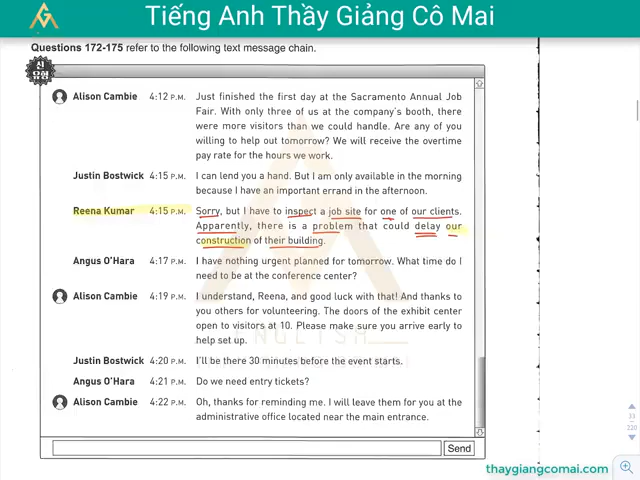 Tiếng Anh Thầy Giảng Cô Mai
Questions 172-175 refer to the following text message chain.
Alison Cambie 4:12 P.M. Just finished the first day at the Sacramento Annual Job
Fair. With only three of us at the company's booth, there
were more visitors than we could handle. Are any of you
willing to help out tomorrow? We will receive the overtime
pay rate for the hours we work.
Justin Bostwick 4:15 P.M. I can lend you a hand. But I am only available in the morning
because I have an important errand in the afternoon.
Reena Kumar 4:15 P.M. Sorry, but I have to inspect a job site for one of our clients.
Apparently, there is a problem that could delay our
construction of their building.
Angus O'Hara 4:17 P.M. I have nothing urgent planned for tomorrow. What time do I
need to be at the conference center?
Alison Cambie 4:19 P.M. I understand, Reena, and good luck with that! And thanks to
you others for volunteering. The doors of the exhibit center
open to visitors at 10. Please make sure you arrive early to
help set up.
Justin Bostwick 4:20 P.M. I'll be there 30 minutes before the event starts.
Angus O'Hara 4:21 P.M. Do we need entry tickets?
Alison Cambie 4:22 P.M. Oh, thanks for reminding me. I will leave them for you at the
administrative office located near the main entrance.
Send
33
220
thaygiangcomai.com
ENGLISH